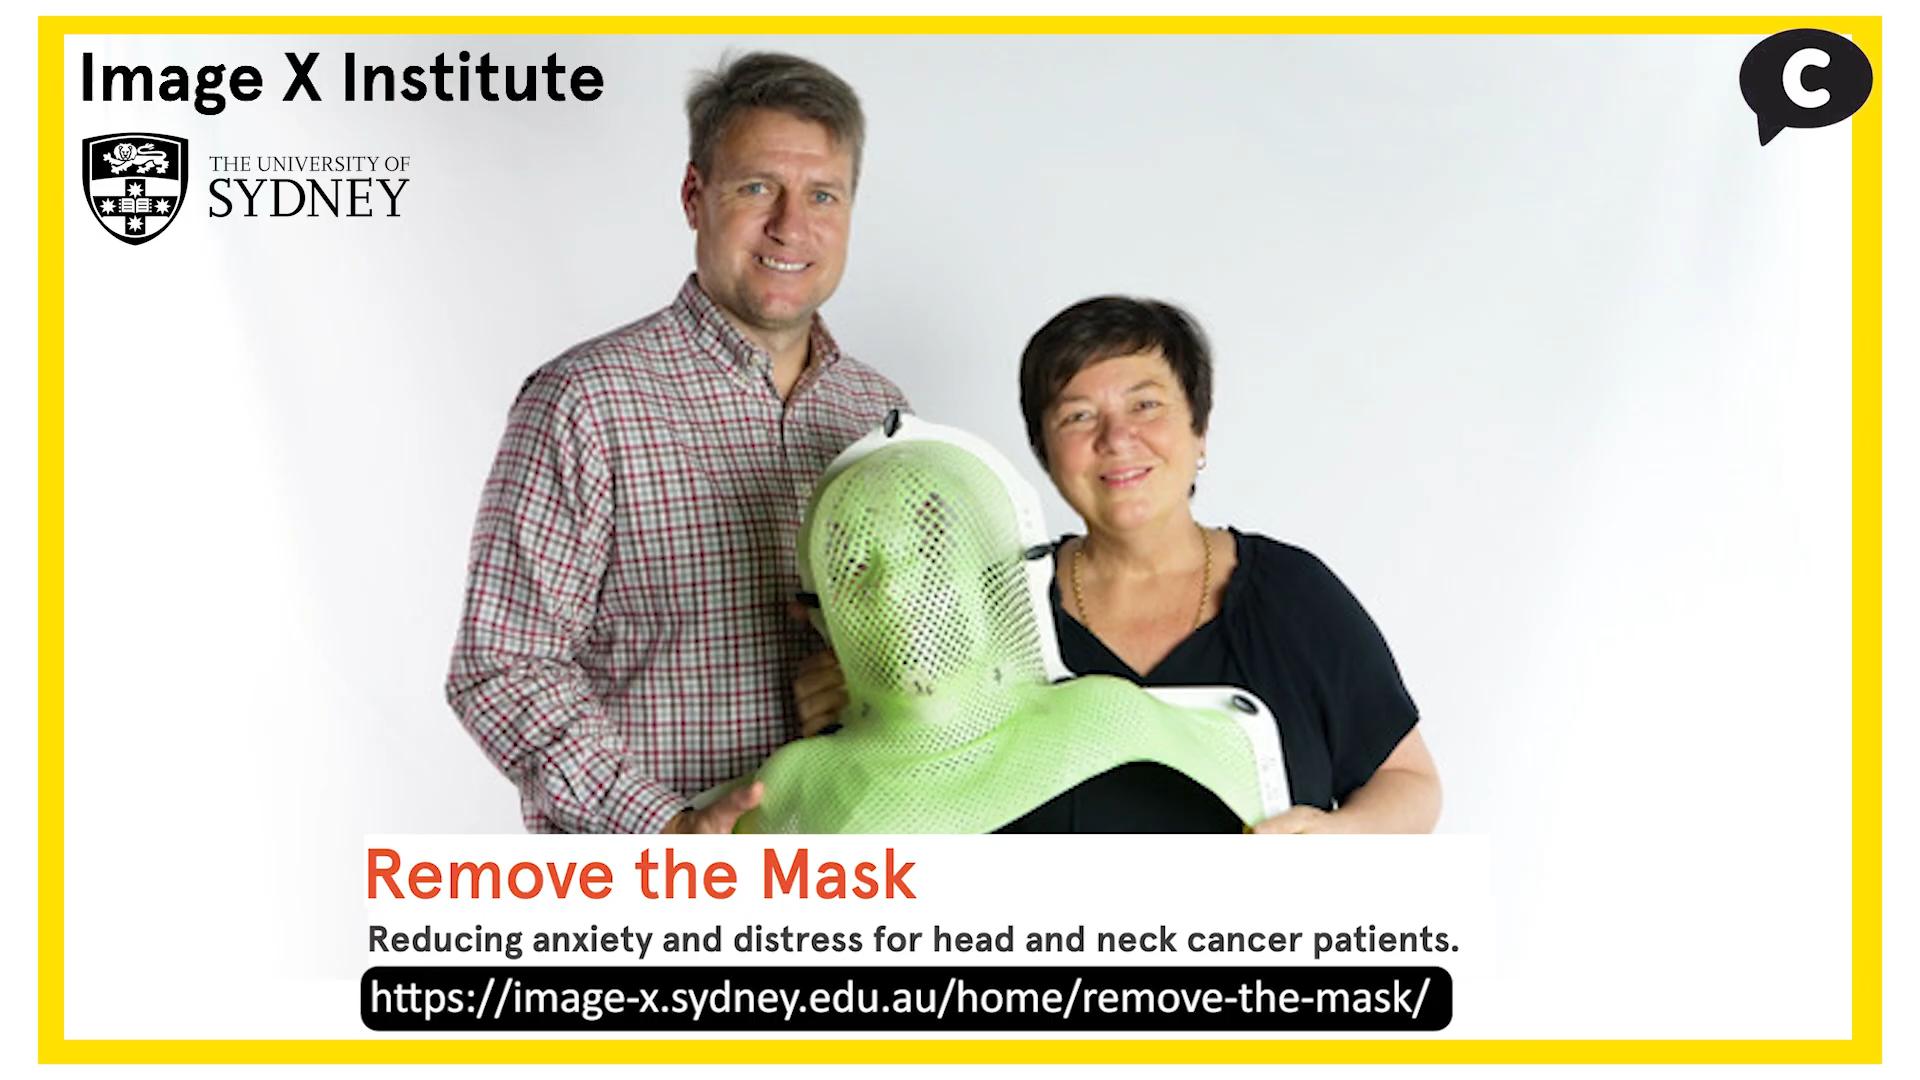 Image X Institute
THE UNIVERSITY OF
SYDNEY
C
Remove the Mask
Reducing anxiety and distress for head and neck cancer patients.
https://image-x.sydney.edu.au/home/remove-the-mask/